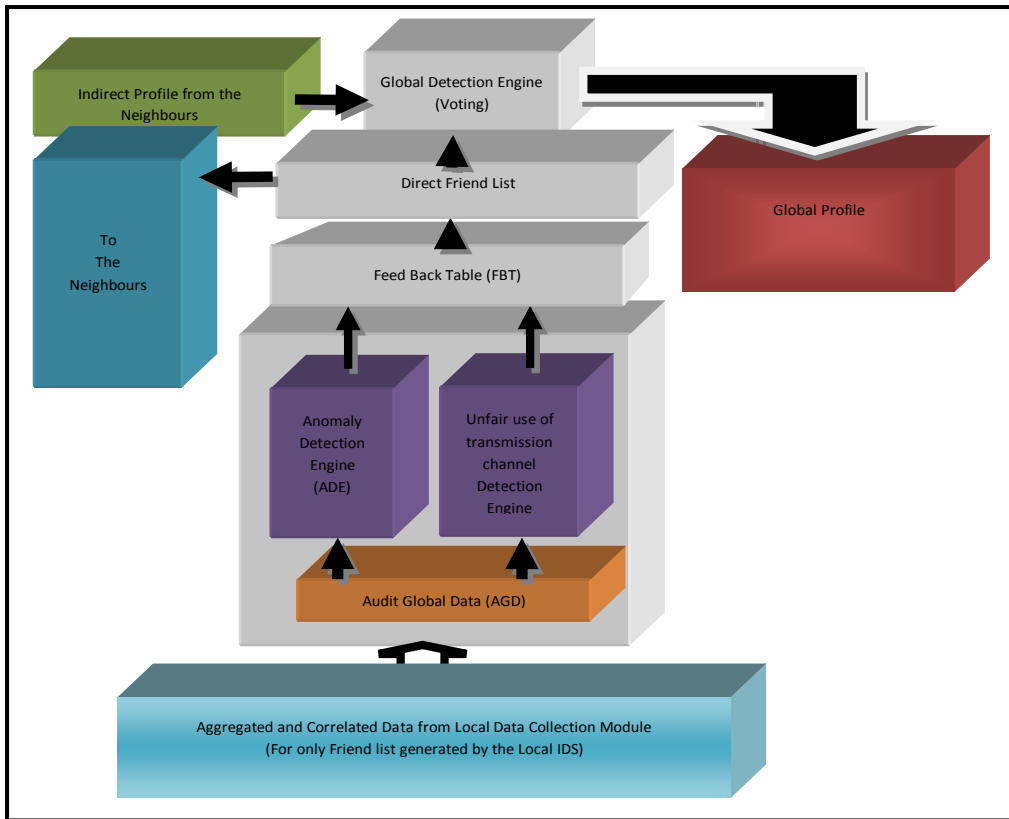 Indirect Profile from the
Neighbours
Global Detection Engine
(Voting)
Direct Friend List
Global Profile
To
The
Neighbours
Feed Back Table (FBT)
Anomaly
Detection
Engine
(ADE)
Unfair use of
transmission
channel
Detection
Engine
Audit Global Data (AGD)
Aggregated and Correlated Data from Local Data Collection Module
(For only Friend list generated by the Local IDS)